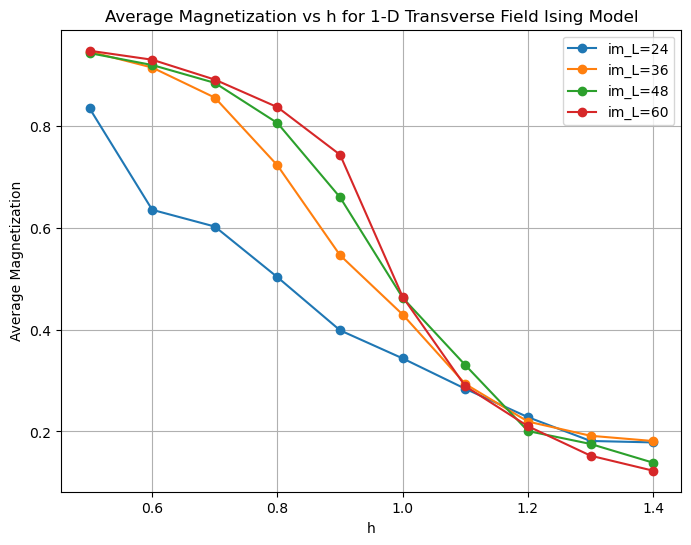 Average Magnetization vs h for 1-D Transverse Field Ising Model
im_L=24
im_L=36
im_L=48
im_L=60
Average Magnetization
0.8
0.6
0.4
0.2
0.6
0.8
1.0
1.2
1.4
h